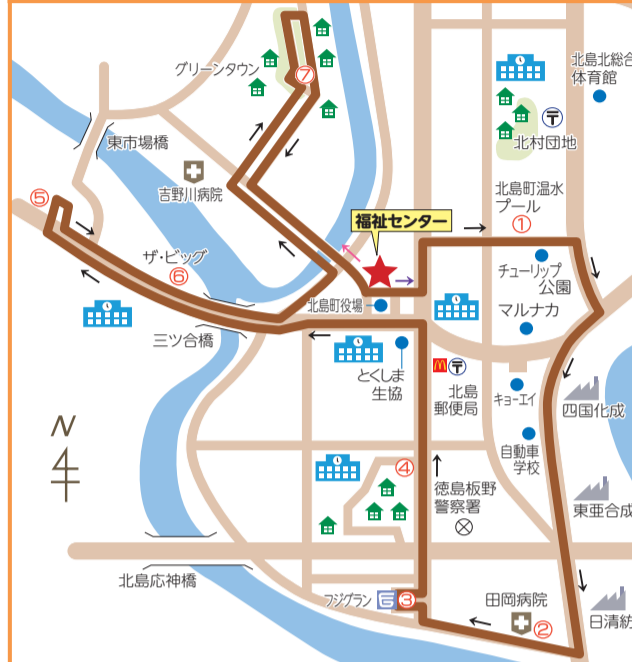 グリーンタウン
⑦
北島北総合
体育館
〒
北村団地
東市場橋
吉野川病院
⑤
北島町温水
プール
①
福祉センター
ザ・ビッグ
⑥
チューリップ
公園
北島町役場
マルナカ
三ツ合橋
とくしま
生協
M
〒
北島
郵便局
キョーエイ
四国化成
自動車
学校
N
④
徳島板野
警察署
東亜合成
北島応神橋
フジグラン
③
田岡病院
②
日清紡